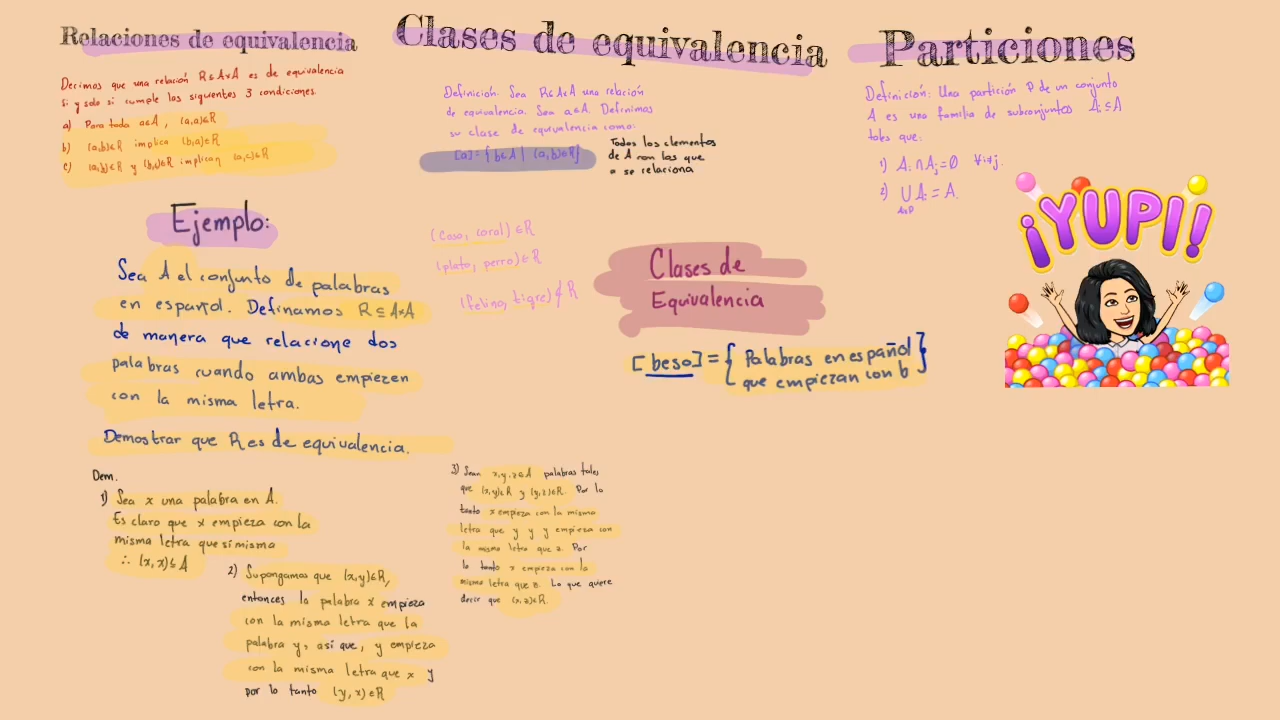 Relaciones de equivalencia
Decimos que una relación R⊆A×A es de equivalencia
si y solo si cumple las siguientes 3 condiciones.
a) Para toda a∈A, (a,a)∈R
b) (a,b)∈R implica (b,a)∈R
c) (a,b)∈R y (b,c)∈R implican (a,c)∈R
Ejemplo:
Sea A el conjunto de palabras
en español. Definamos R⊆A×A
de manera que relacione dos
palabras cuando ambas empiezen
con la misma letra.
Demostrar que R es de equivalencia.
Dem.
1) Sea x una palabra en A.
Es claro que x empieza con la
misma letra que sí misma
∴ (x,x)⊆A
2) Supongamos que (x,y)∈R,
entonces la palabra x empieza
con la misma letra que la
palabra y, así que, y empieza
con la misma letra que x y
por lo tanto (y,x)∈R
3) Sean x,y,z∈A palabras tales
que (x,y)∈R y (y,z)∈R. Por lo
tanto x empieza con la misma
letra que y y y empieza con
la misma letra que z. Por
lo tanto x empieza con la
misma letra que z. Lo que quiere
decir que (x,z)∈R.
Clases de equivalencia
Definición: Sea R⊆A×A una relación
de equivalencia. Sea a∈A. Definimos
su clase de equivalencia como:
[a]={b∈A | (a,b)∈R}
Todos los elementos
de A con los que
a se relaciona
(casa, coral)∈R
(plato, perro)∈R
(felino, tigre)∉R
Clases de
Equivalencia
[beso]={Palabras en español
que empiezan con b}
Particiones
Definición: Una partición P de un conjunto
A es una familia de subconjuntos Ai⊆A
tales que:
1) Ai∩Aj=∅ ∀i≠j.
2) ⋃ Ai=A.
Ai∈P
¡YUPI!